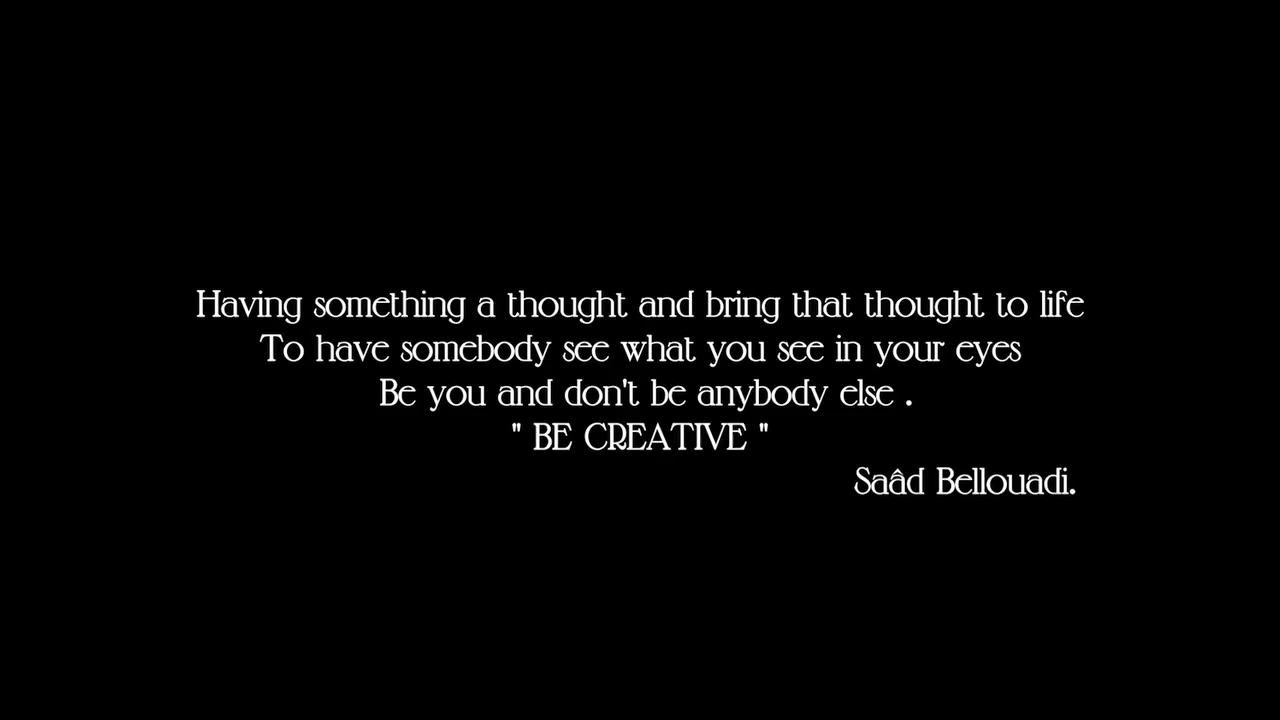 Having something a thought and bring that thought to life
To have somebody see what you see in your eyes
Be you and don't be anybody else .
" BE CREATIVE "
Saâd Bellouadi.